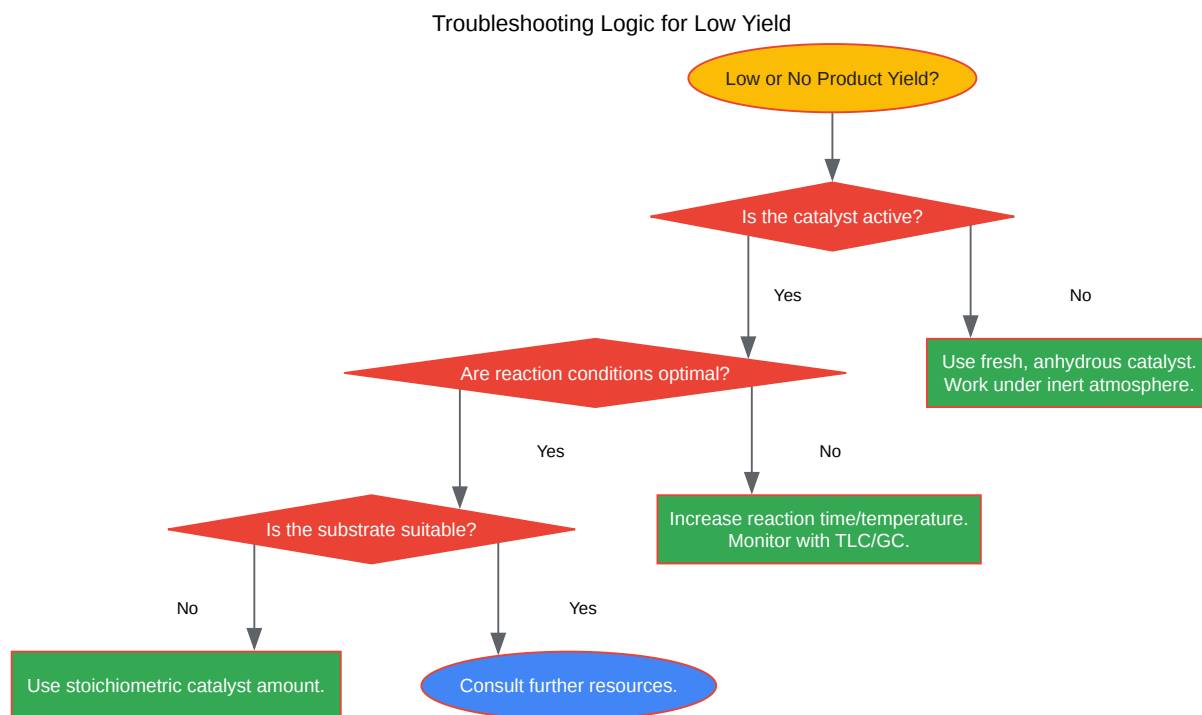 Troubleshooting Logic for Low Yield
Low or No Product Yield?
Is the catalyst active?
Yes
No
Use fresh, anhydrous catalyst.
Work under inert atmosphere.
Are reaction conditions optimal?
Yes
No
Increase reaction time/temperature.
Monitor with TLC/GC.
Is the substrate suitable?
No
Yes
Use stoichiometric catalyst amount.
Consult further resources.